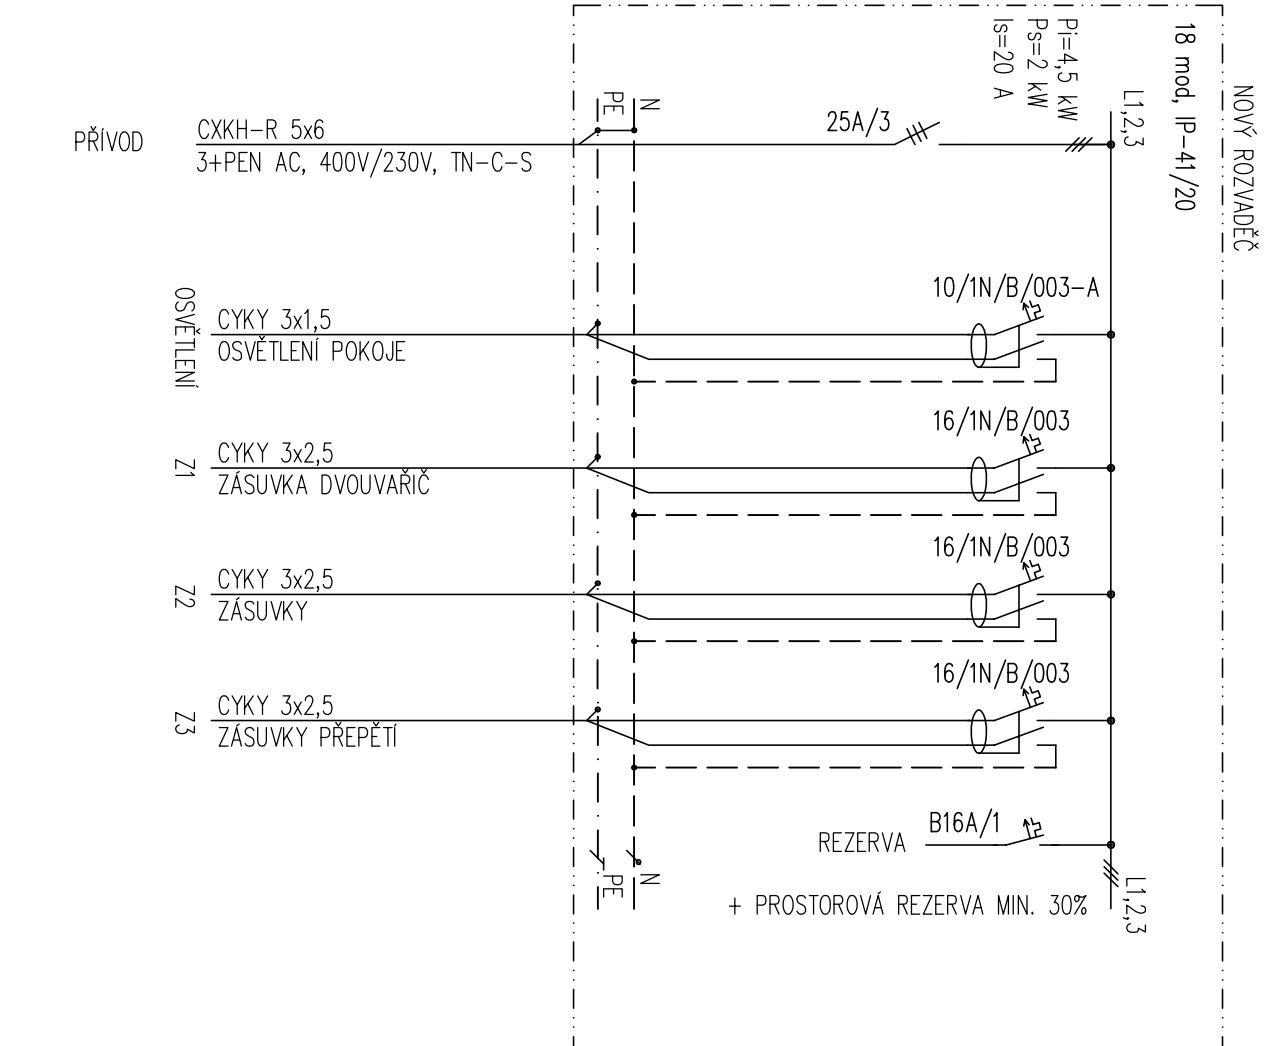 NOVÝ ROZVADĚČ
18 mod, IP-41/20
Pi=4,5 kW
Ps=2 kW
Is=20 A
L1,2,3
PE
N
25A/3
PŘÍVOD
CXKH-R 5x6
3+PEN AC, 400V/230V, TN-C-S
10/1N/B/003-A
OSVĚTLENÍ
CYKY 3x1,5
OSVĚTLENÍ POKOJE
16/1N/B/003
Z1
CYKY 3x2,5
ZÁSUVKA DVOUVAŘIČ
16/1N/B/003
Z2
CYKY 3x2,5
ZÁSUVKY
16/1N/B/003
Z3
CYKY 3x2,5
ZÁSUVKY PŘEPĚTÍ
REZERVA
B16A/1
PE
N
L1,2,3
+ PROSTOROVÁ REZERVA MIN. 30%